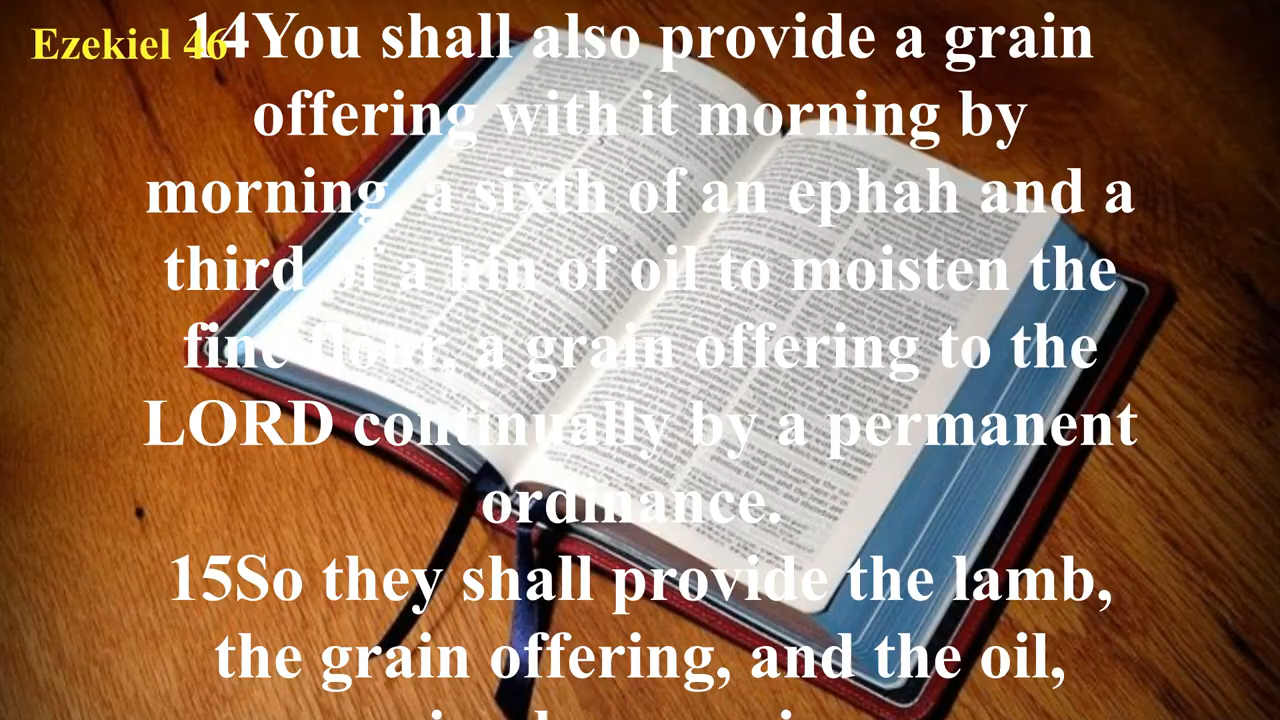 Ezekiel 46
14You shall also provide a grain
offering with it morning by
morning, a sixth of an ephah and a
third of a hin of oil to moisten the
fine flour, a grain offering to the
LORD continually by a permanent
ordinance.
15So they shall provide the lamb,
the grain offering, and the oil,